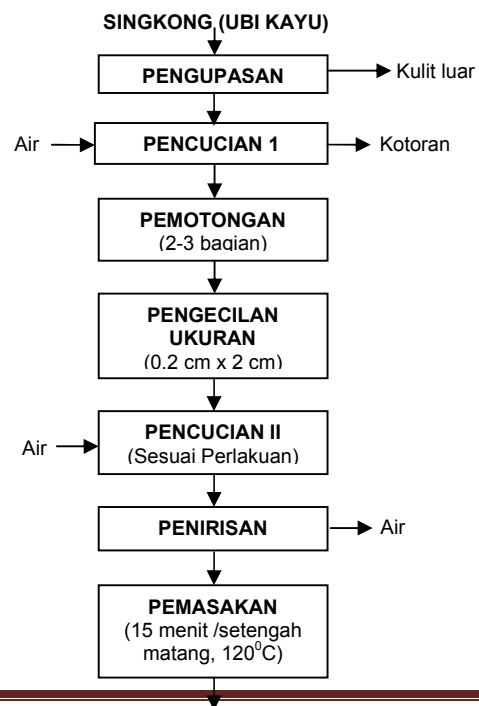 SINGKONG (UBI KAYU)
PENGUPASAN
Kulit luar
Air
PENCUCIAN 1
Kotoran
PEMOTONGAN
(2-3 bagian)
PENGECILAN
UKURAN
(0.2 cm x 2 cm)
Air
PENCUCIAN II
(Sesuai Perlakuan)
PENIRISAN
Air
PEMASAKAN
(15 menit /setengah
matang, 120⁰C)